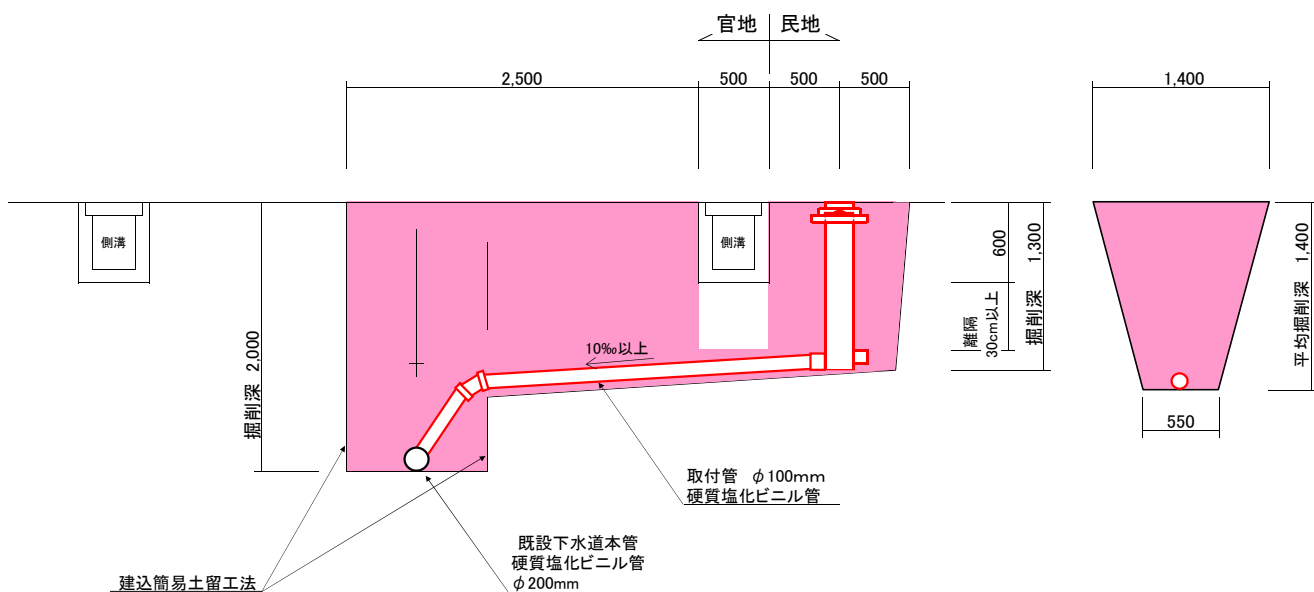 官地 民地
2,500 500 500 500 1,400
側溝
側溝
600
離隔
30cm以上
掘削深 1,300
平均掘削深 1,400
掘削深 2,000
10‰以上
550
取付管 φ100mm
硬質塩化ビニル管
既設下水道本管
硬質塩化ビニル管
φ200mm
建込簡易土留工法